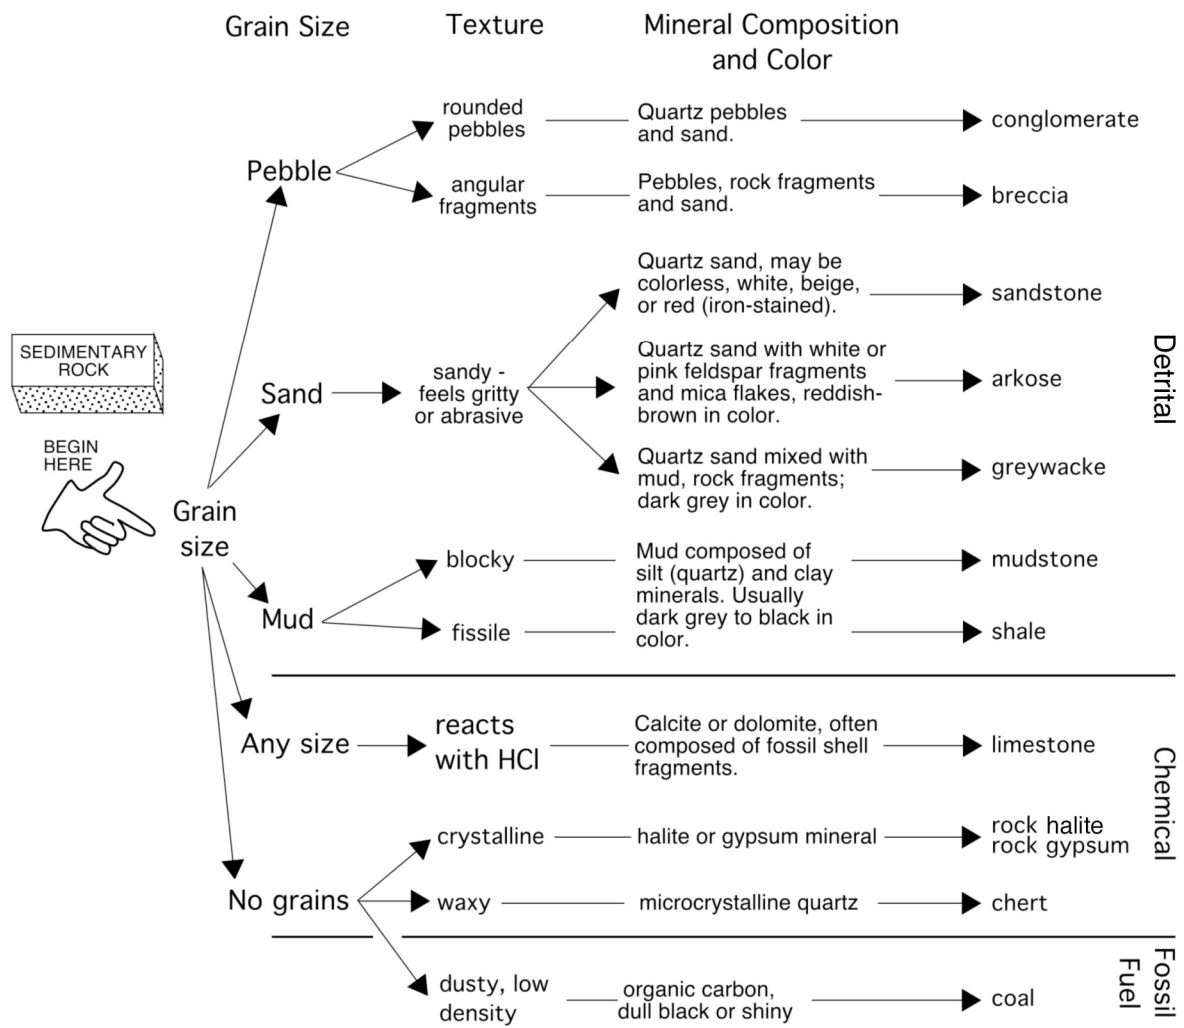 Grain Size
Texture
Mineral Composition
and Color
rounded
pebbles
Quartz pebbles
and sand.
conglomerate
Pebble
angular
fragments
Pebbles, rock fragments
and sand.
breccia
Quartz sand, may be
colorless, white, beige,
or red (iron-stained).
sandstone
SEDIMENTARY
ROCK
Sand
sandy -
feels gritty
or abrasive
Quartz sand with white or
pink feldspar fragments
and mica flakes, reddish-
brown in color.
arkose
Detrital
BEGIN
HERE
Quartz sand mixed with
mud, rock fragments;
dark grey in color.
greywacke
Grain
size
blocky
Mud composed of
silt (quartz) and clay
minerals. Usually
dark grey to black in
color.
mudstone
Mud
fissile
shale
Any size
reacts
with HCl
Calcite or dolomite, often
composed of fossil shell
fragments.
limestone
Chemical
crystalline
halite or gypsum mineral
rock halite
rock gypsum
No grains
waxy
microcrystalline quartz
chert
dusty, low
density
organic carbon,
dull black or shiny
coal
Fossil
Fuel